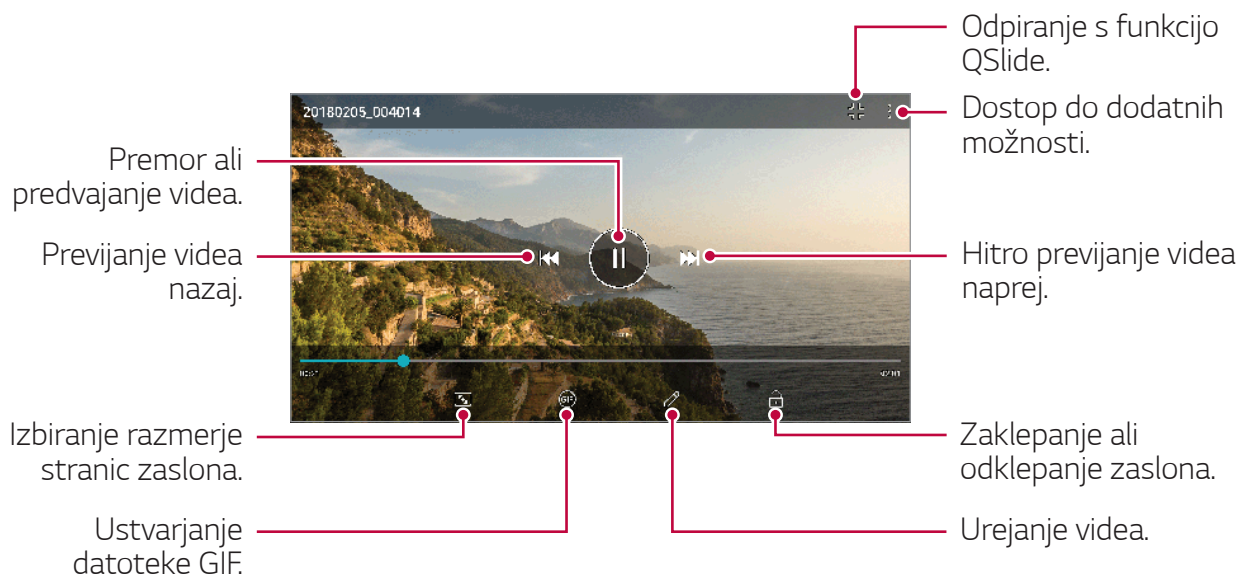 Odpiranje s funkcijo
QSlide.
20180205_004014
Dostop do dodatnih
možnosti.
Premor ali
predvajanje videa.
Previjanje videa
nazaj.
Hitro previjanje videa
naprej.
GIF
Izbiranje razmerje
stranic zaslona.
Zaklepanje ali
odklepanje zaslona.
Ustvarjanje
datoteke GIF.
Urejanje videa.